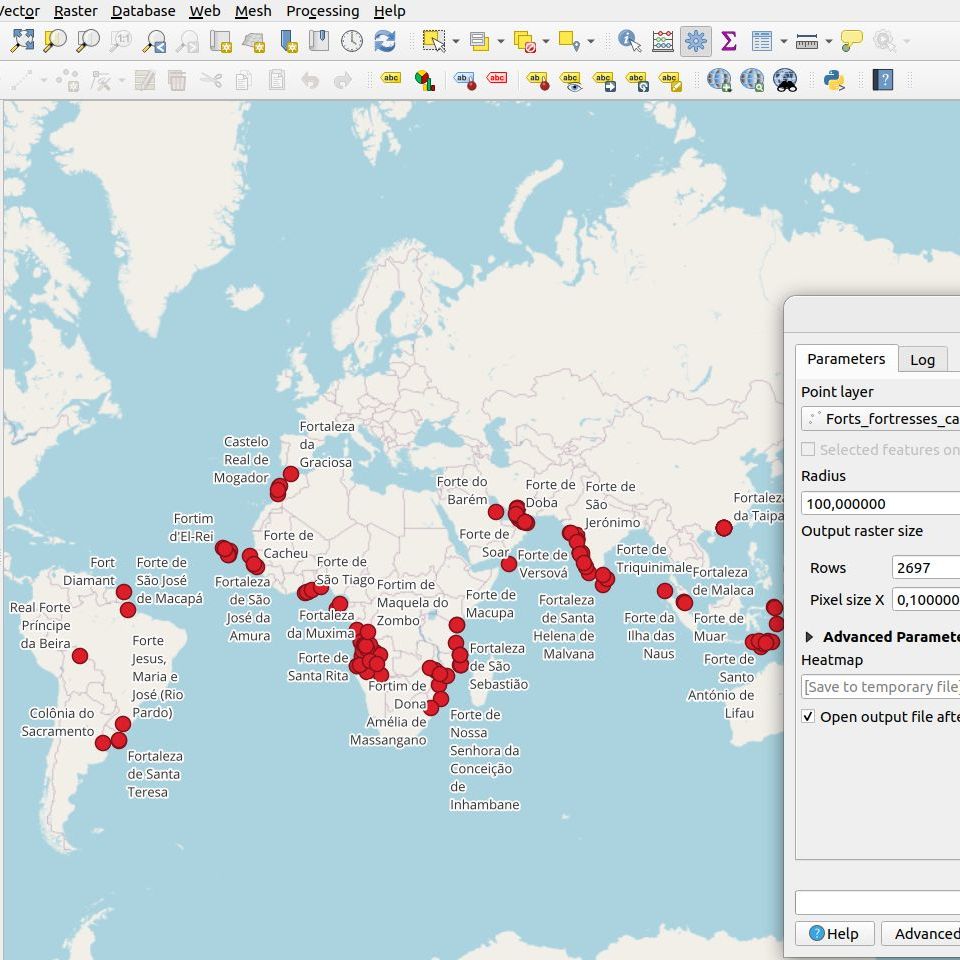 Vector Raster Database Web Mesh Processing Help
abc
abc
abc
Fortaleza
da
Graciosa
Castelo
Real de
Mogador
Forte do
Barém
Forte de
Doba
Forte de
São
Jerónimo
Fortaleza
da Taipa
Fortim
d'El-Rei
Forte de
Cacheu
Forte de
Soar
Forte de
Versová
Forte de
Triquinimale
Fort
Diamant
Forte de
São José
de Macapá
Fortaleza
de São
José da
Amura
Forte de
São Tiago
Fortim de
Maquela do
Zombo
Forte de
Macupa
Fortaleza
de Malaca
Real Forte
Príncipe
da Beira
Fortaleza
da Muxima
Fortaleza
de Santa
Helena de
Malvana
Forte da
Ilha das
Naus
Forte de
Muar
Forte
Jesus,
Maria e
José (Rio
Pardo)
Forte de
Santa Rita
Fortaleza
de São
Sebastião
Forte de
Santo
António de
Lifau
Fortim de
Dona
Amélia de
Massangano
Colônia do
Sacramento
Forte de
Nossa
Senhora da
Conceição
de
Inhambane
Fortaleza
de Santa
Teresa
Parameters Log
Point layer
Forts_fortresses_ca
Selected features on
Radius
100,000000
Output raster size
Rows 2697
Pixel size X 0,100000
Advanced Paramete
Heatmap
[Save to temporary file]
Open output file afte
Help Advanced